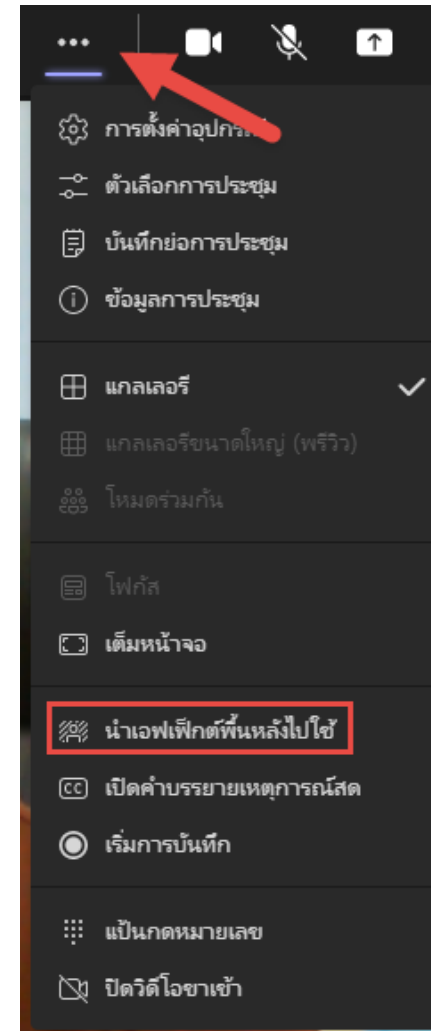 การตั้งค่าอุปกรณ์
ตัวเลือกการประชุม
บันทึกย่อการประชุม
ข้อมูลการประชุม
แกลเลอรี
แกลเลอรีขนาดใหญ่ (พรีวิว)
โหมดร่วมกัน
โฟกัส
เต็มหน้าจอ
นำเอฟเฟ็กต์พื้นหลังไปใช้
CC เปิดคำบรรยายเหตุการณ์สด
เริ่มการบันทึก
แป้นกดหมายเลข
ปิดวิดีโอขาเข้า